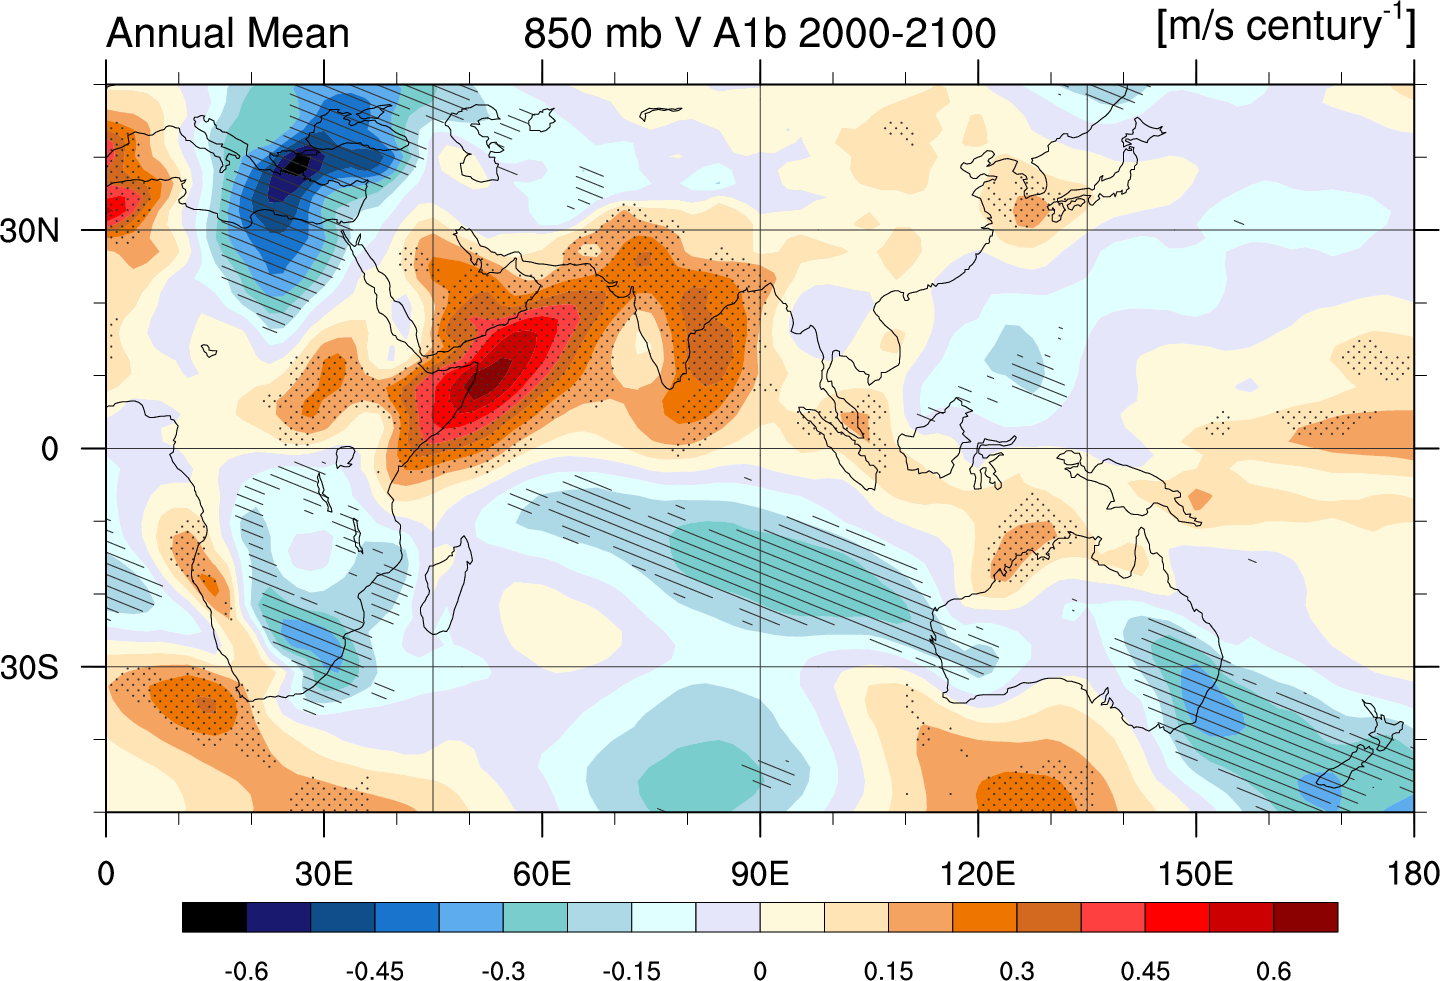 Annual Mean 850 mb V A1b 2000-2100 [m/s century-1]
30N
0
30S
0 30E 60E 90E 120E 150E 180
-0.6 -0.45 -0.3 -0.15 0 0.15 0.3 0.45 0.6